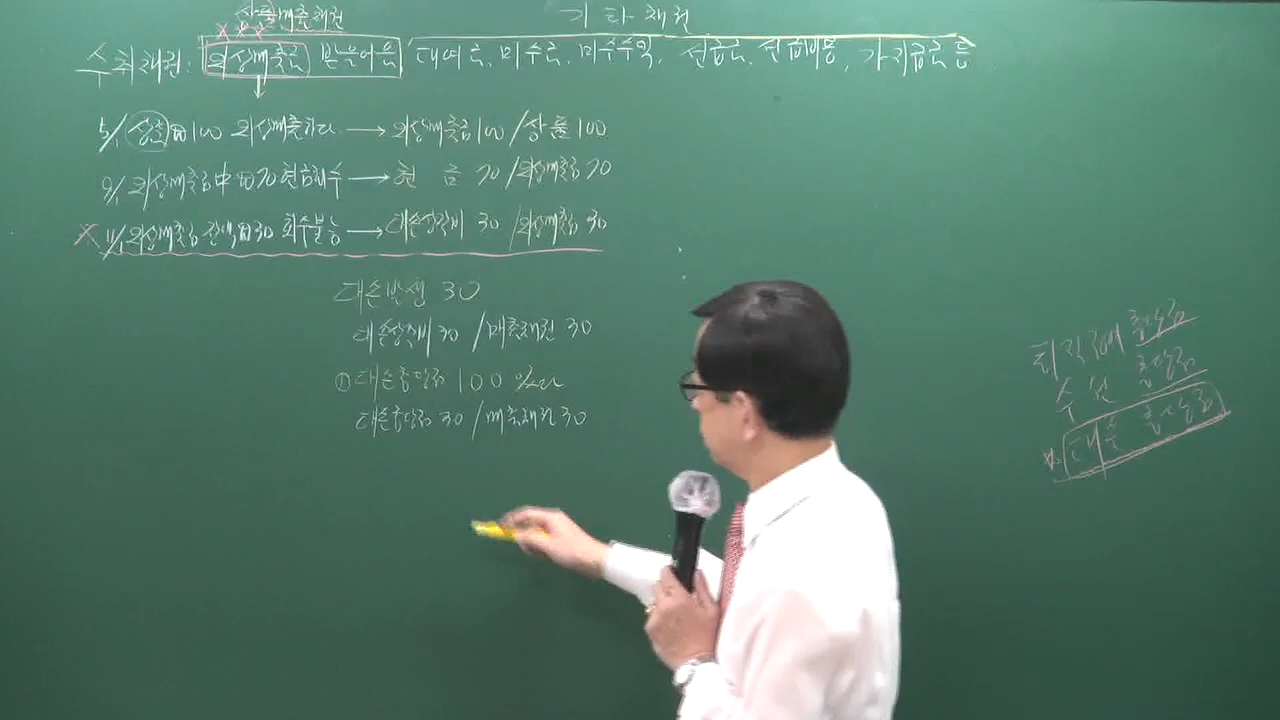 매출채권
기타채권
수취채권: 외상매출금 받을어음 대여금, 미수금, 미수수익, 선급금, 선급비용, 가지급금 등
5/1 상품 ₩100 외상매출하다. → 외상매출금 100 / 상품 100
9/1 외상매출금 中 ₩70 현금회수 → 현금 70 / 외상매출금 70
11/1 외상매출금 잔액 ₩30 회수불능 → 대손상각비 30 / 외상매출금 30
대손발생 30
대손상각비 30 / 매출채권 30
① 대손충당금 100 있다
대손충당금 30 / 매출채권 30
퇴직급여 충당금
수선 충당금
대손 충당금